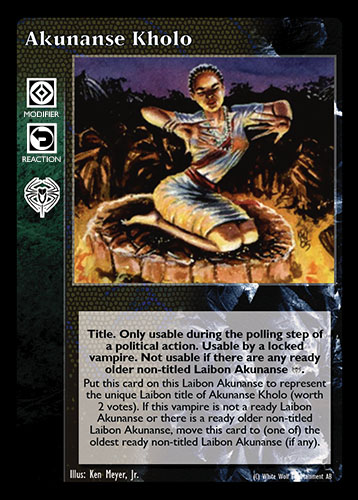 Akunanse Kholo
MODIFIER
REACTION
Title. Only usable during the polling step of
a political action. Usable by a locked
vampire. Not usable if there are any ready
older non-titled Laibon Akunanse.
Put this card on this Laibon Akunanse to represent
the unique Laibon title of Akunanse Kholo (worth
2 votes). If this vampire is not a ready Laibon
Akunanse or there is a ready older non-titled
Laibon Akunanse, move this card to (one of) the
oldest ready non-titled Laibon Akunanse (if any).
Illus: Ken Meyer, Jr.
(C) White Wolf Entertainment AB